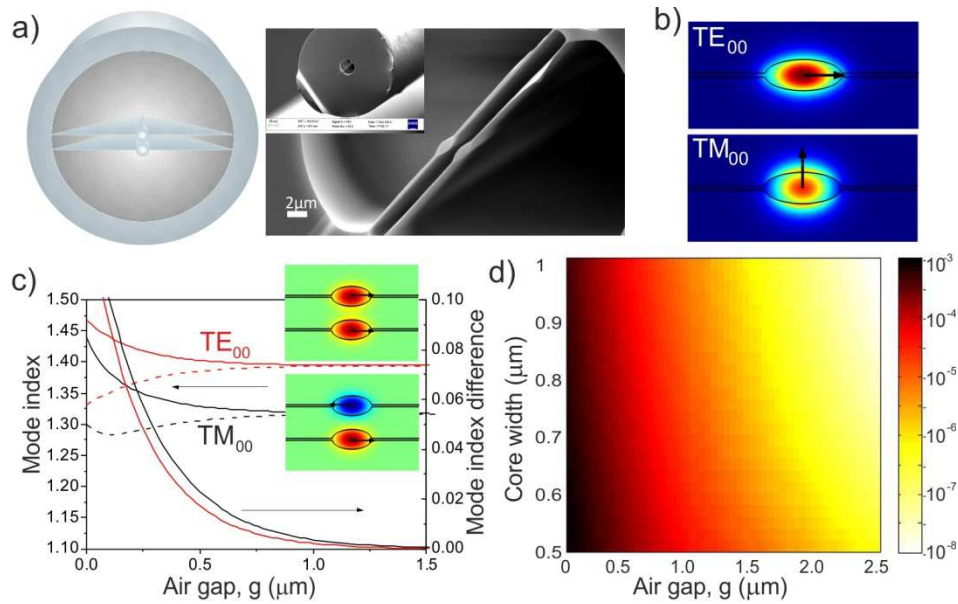 a)
2μm
b)
TE00
TM00
c)
1.50
1.45
1.40
1.35
1.30
1.25
1.20
1.15
1.10
Mode index
TE00
TM00
0.10
0.08
0.06
0.04
0.02
0.00
Mode index difference
0.0
0.5
1.0
1.5
Air gap, g (μm)
d)
1
0.9
0.8
0.7
0.6
0.5
Core width (μm)
0
0.5
1.0
1.5
2.0
2.5
Air gap, g (μm)
10-3
10-4
10-5
10-6
10-7
10-8